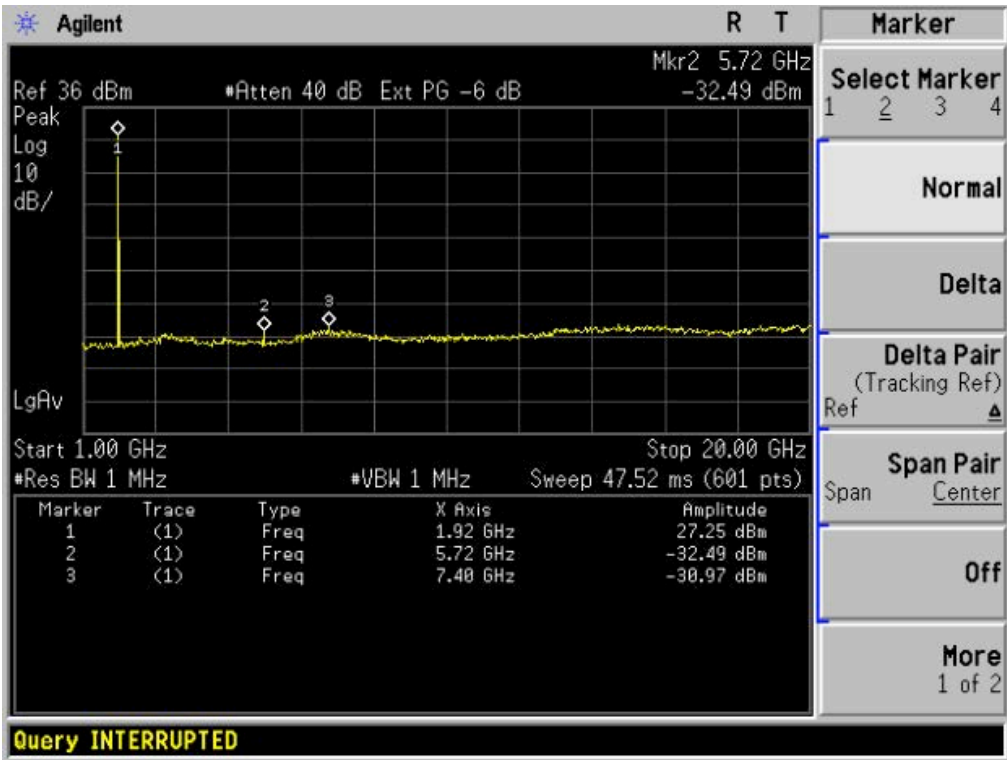 Agilent R T
Mkr2 5.72 GHz
Ref 36 dBm #Atten 40 dB Ext PG -6 dB -32.49 dBm
Peak
Log
10
dB/
1
2
3
LgAv
Start 1.00 GHz Stop 20.00 GHz
#Res BW 1 MHz #VBW 1 MHz Sweep 47.52 ms (601 pts)
Marker Trace Type X Axis Amplitude
1 (1) Freq 1.92 GHz 27.25 dBm
2 (1) Freq 5.72 GHz -32.49 dBm
3 (1) Freq 7.40 GHz -30.97 dBm
Query INTERRUPTED
Marker
Select Marker
1 2 3 4
Normal
Delta
Delta Pair
(Tracking Ref)
Ref Δ
Span Pair
Span Center
Off
More
1 of 2